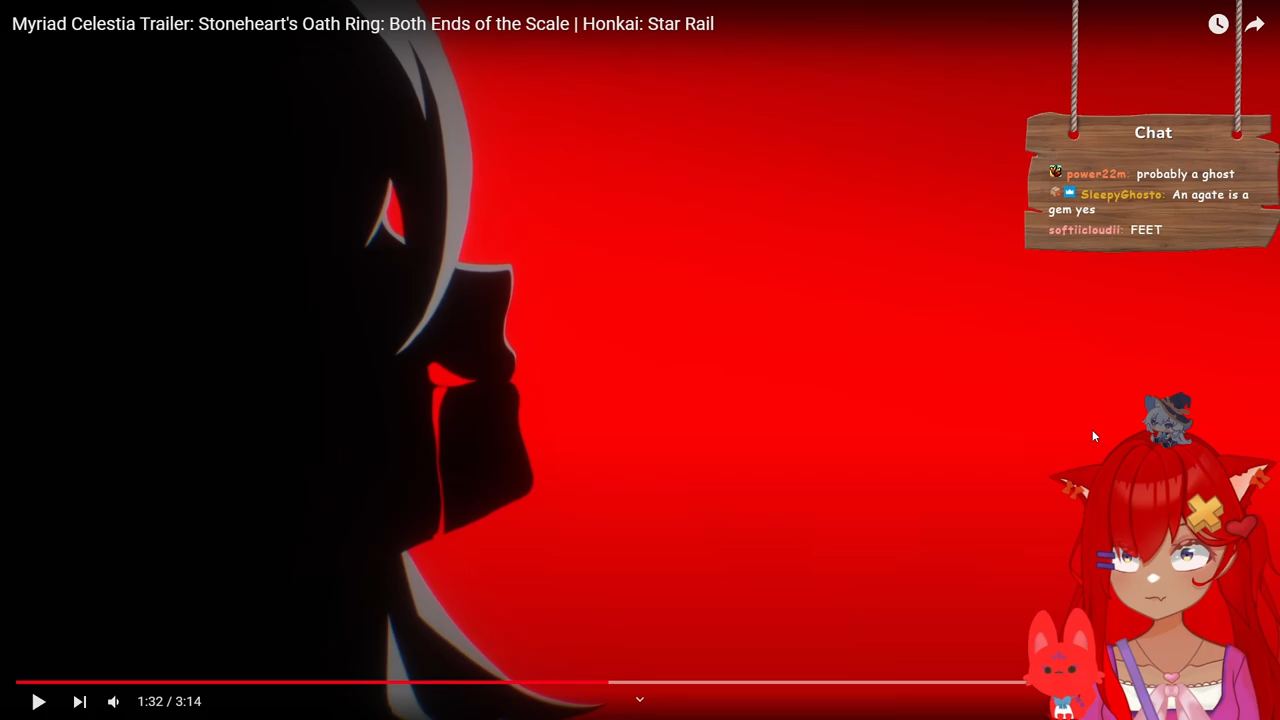 Myriad Celestia Trailer: Stoneheart's Oath Ring: Both Ends of the Scale | Honkai: Star Rail
Chat
power22m: probably a ghost
SleepyGhosto: An agate is a
gem yes
softiicloudii: FEET
1:32 / 3:14